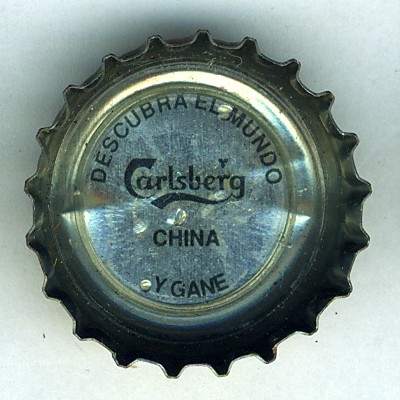 DESCUBRA EL MUNDO
Carlsberg
CHINA
Y GANE